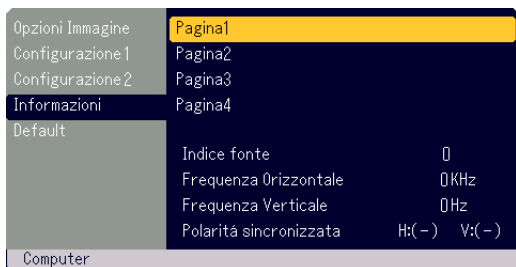 Opzioni Immagine
Configurazione1
Configurazione2
Informazioni
Default
Pagina1
Pagina2
Pagina3
Pagina4
Indice fonte 0
Frequenza Orizzontale 0KHz
Frequenza Verticale 0Hz
Polaritá sincronizzata H:(−) V:(−)
Computer